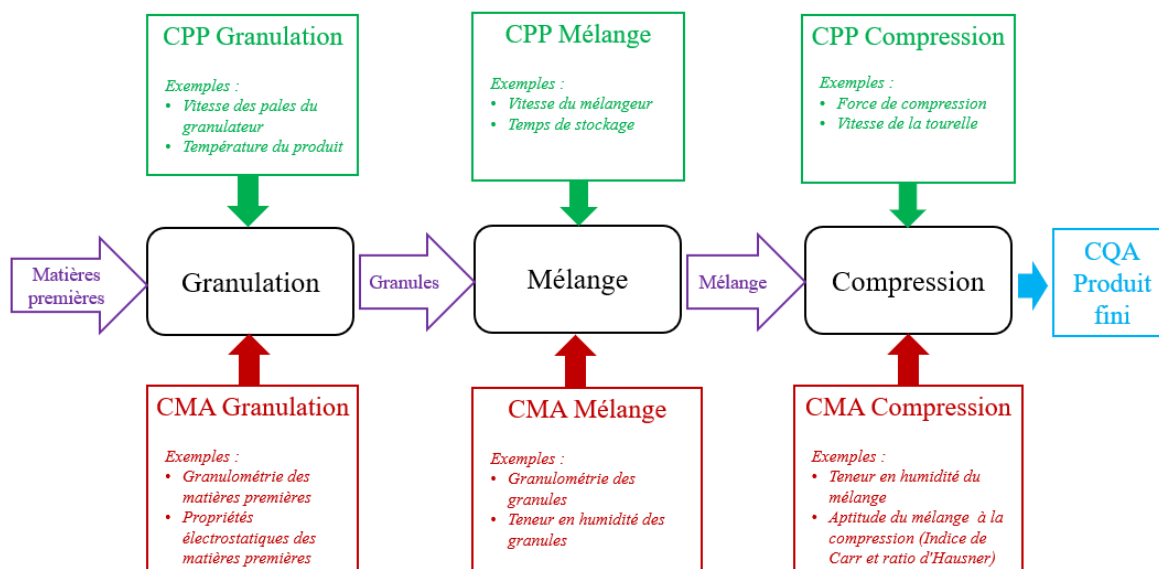 CPP Granulation
Exemples :
• Vitesse des pales du
granulateur
• Température du produit
CPP Mélange
Exemples :
• Vitesse du mélangeur
• Temps de stockage
CPP Compression
Exemples :
• Force de compression
• Vitesse de la tourelle
Matières
premières
Granulation
Granules
Mélange
Mélange
Compression
CQA
Produit
fini
CMA Granulation
Exemples :
• Granulométrie des
matières premières
• Propriétés
électrostatiques des
matières premières
CMA Mélange
Exemples :
• Granulométrie des
granules
• Teneur en humidité des
granules
CMA Compression
Exemples :
• Teneur en humidité du
mélange
• Aptitude du mélange à la
compression (Indice de
Carr et ratio d'Hausner)